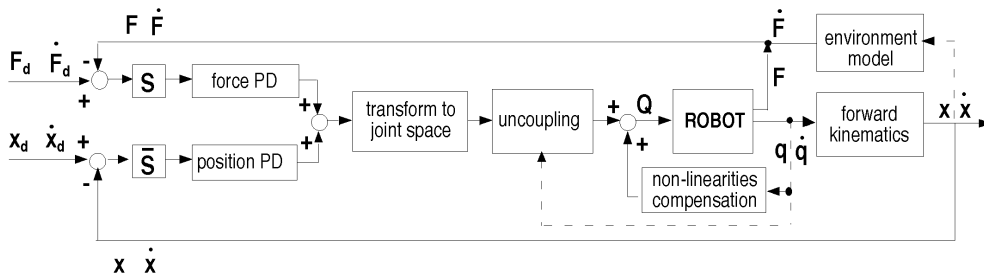 F Ḟ
Ḟ
environment
model
F_d Ḟ_d
-
+
S
force PD
F
+
transform to
joint space
uncoupling
+
Q
ROBOT
forward
kinematics
x ẋ
x_d ẋ_d
+
-
S̄
position PD
+
+
q q̇
non-linearities
compensation
x ẋ